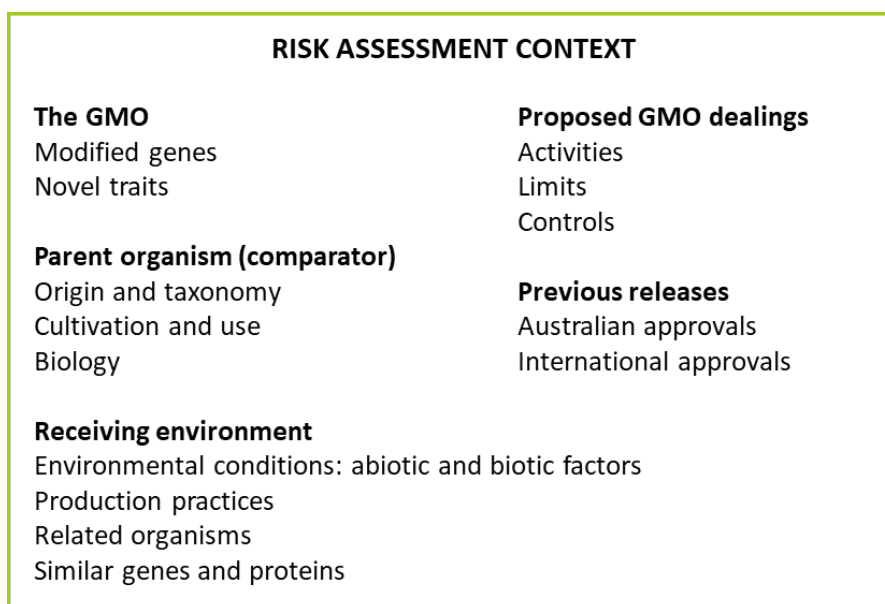 RISK ASSESSMENT CONTEXT
The GMO
Modified genes
Novel traits
Parent organism (comparator)
Origin and taxonomy
Cultivation and use
Biology
Proposed GMO dealings
Activities
Limits
Controls
Previous releases
Australian approvals
International approvals
Receiving environment
Environmental conditions: abiotic and biotic factors
Production practices
Related organisms
Similar genes and proteins